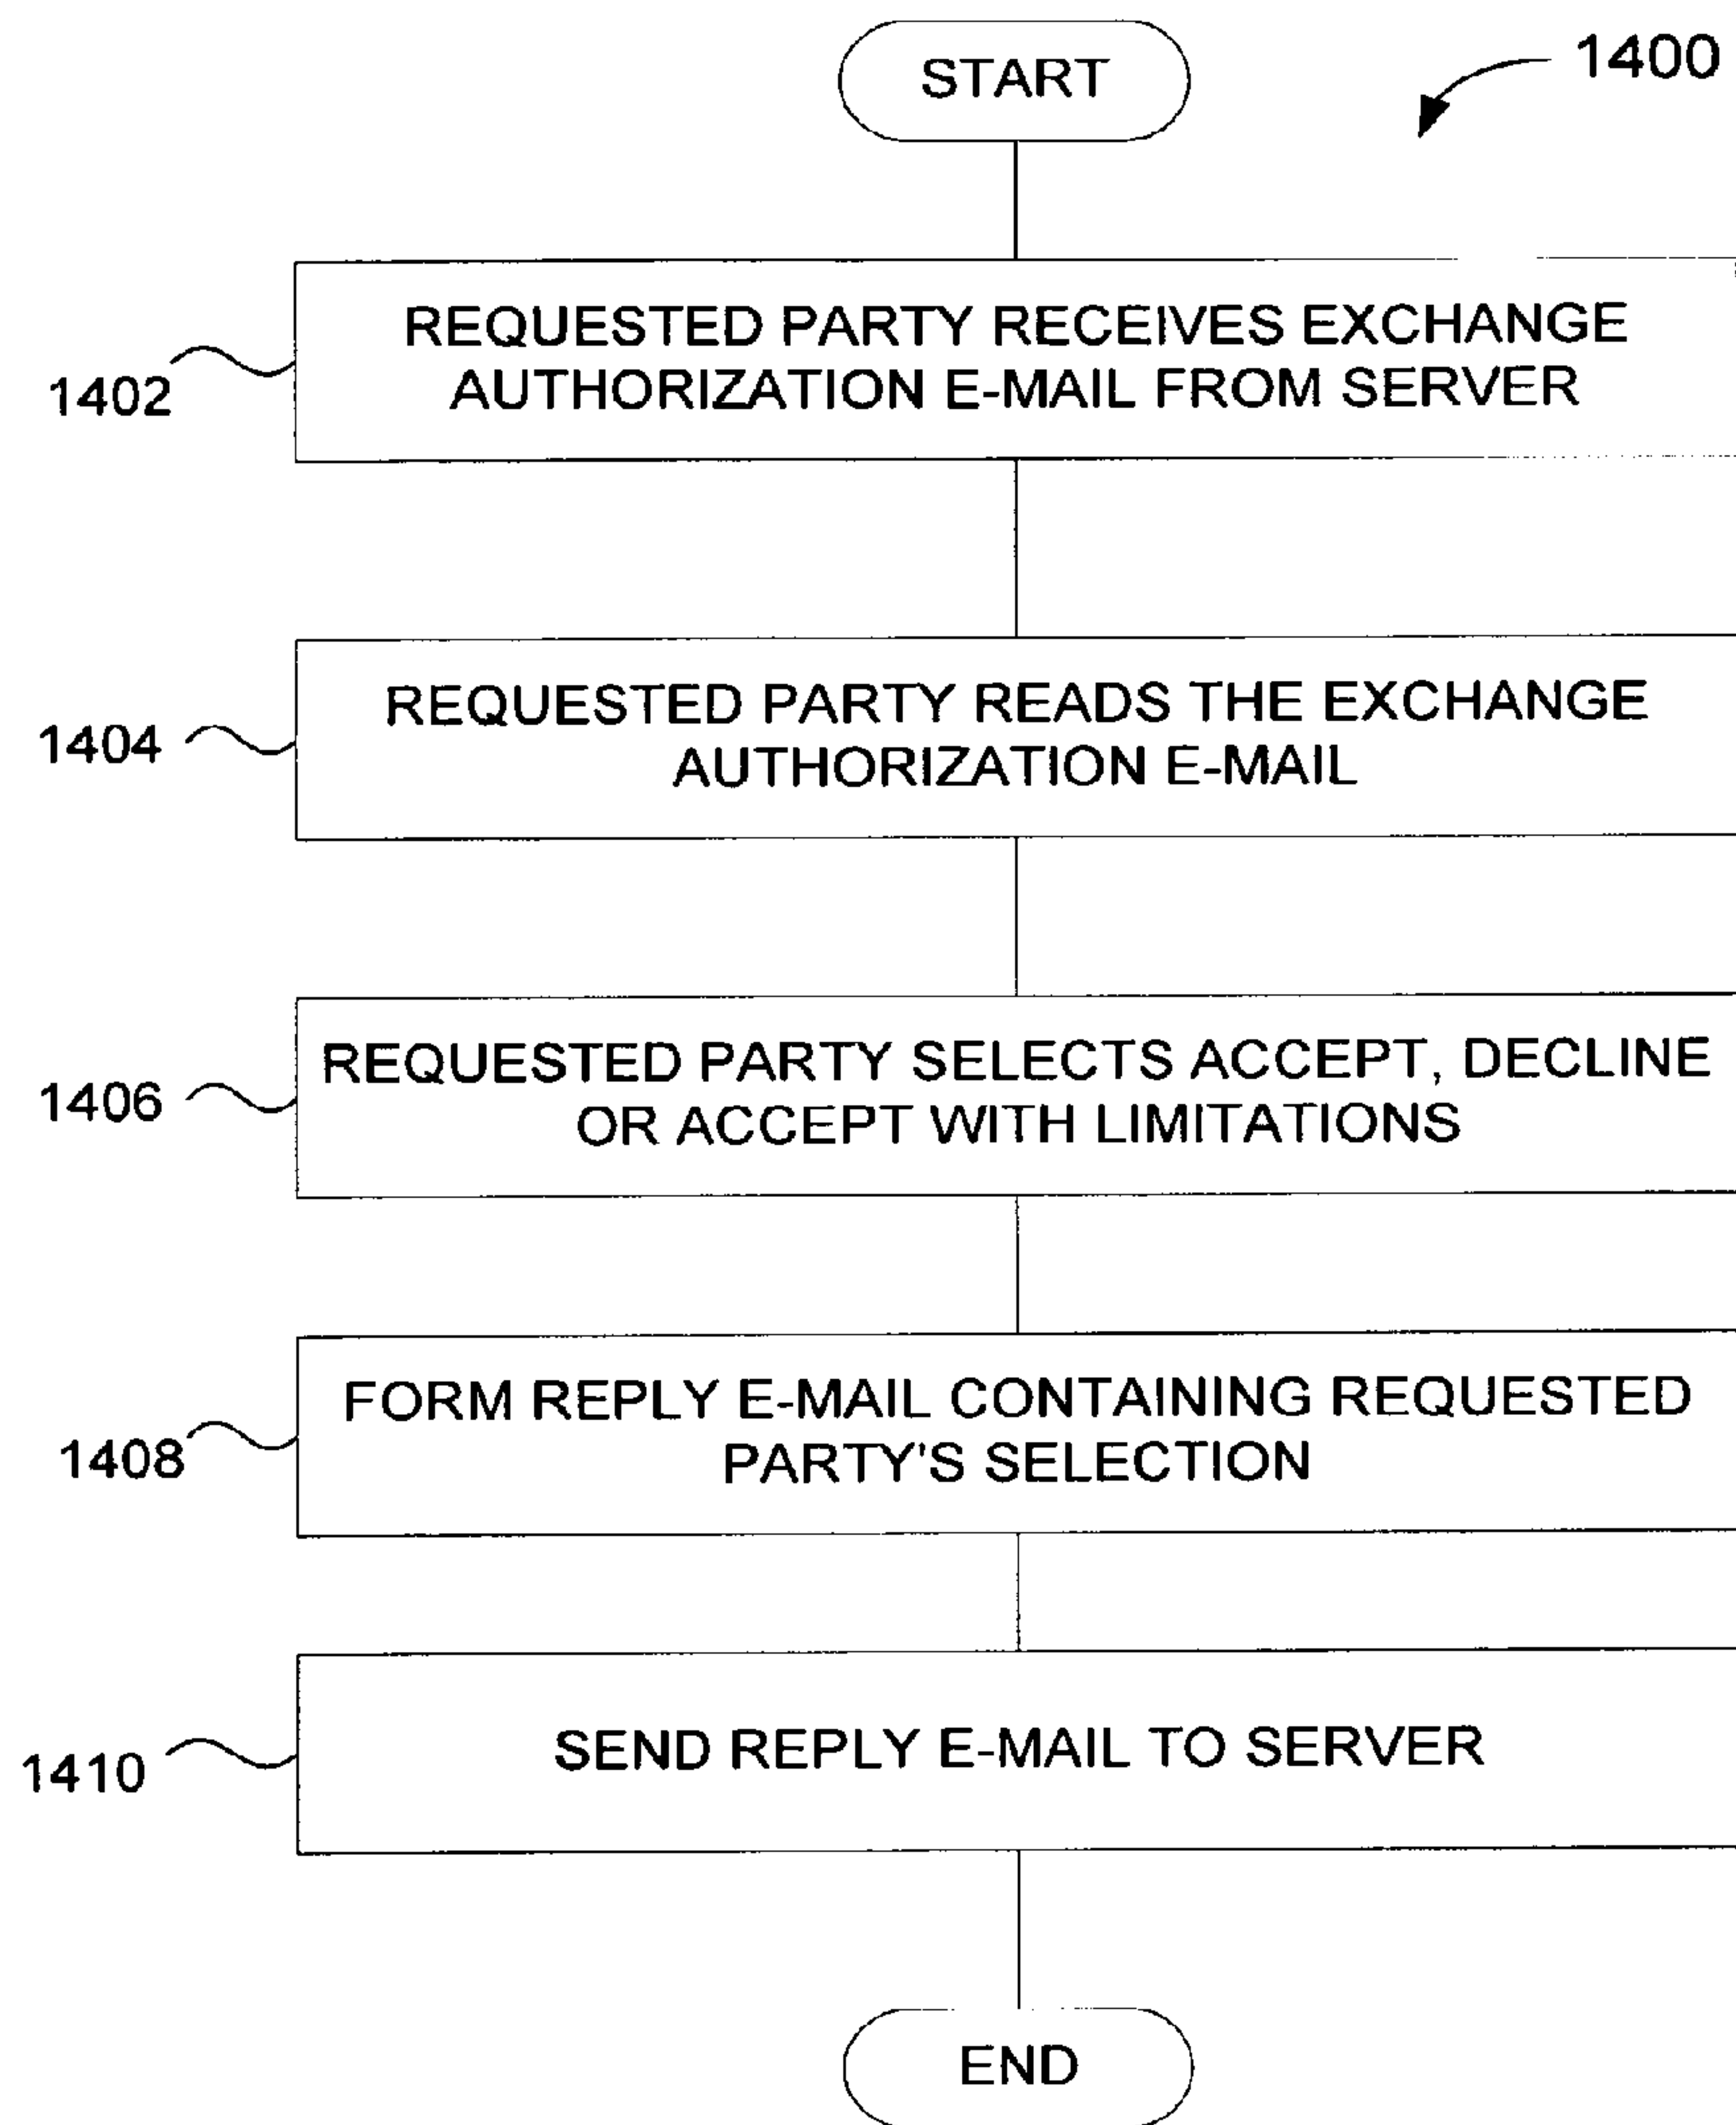 START
1400
REQUESTED PARTY RECEIVES EXCHANGE
AUTHORIZATION E-MAIL FROM SERVER
1402
REQUESTED PARTY READS THE EXCHANGE
AUTHORIZATION E-MAIL
1404
REQUESTED PARTY SELECTS ACCEPT, DECLINE
OR ACCEPT WITH LIMITATIONS
1406
FORM REPLY E-MAIL CONTAINING REQUESTED
PARTY'S SELECTION
1408
SEND REPLY E-MAIL TO SERVER
1410
END